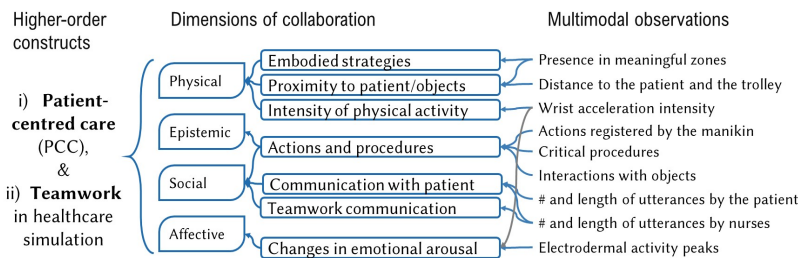 Higher-order
constructs
i) Patient-
centred care
(PCC),
&
ii) Teamwork
in healthcare
simulation
Dimensions of collaboration
Physical
Epistemic
Social
Affective
Embodied strategies
Proximity to patient/objects
Intensity of physical activity
Actions and procedures
Communication with patient
Teamwork communication
Changes in emotional arousal
Multimodal observations
Presence in meaningful zones
Distance to the patient and the trolley
Wrist acceleration intensity
Actions registered by the manikin
Critical procedures
Interactions with objects
# and length of utterances by the patient
# and length of utterances by nurses
Electrodermal activity peaks